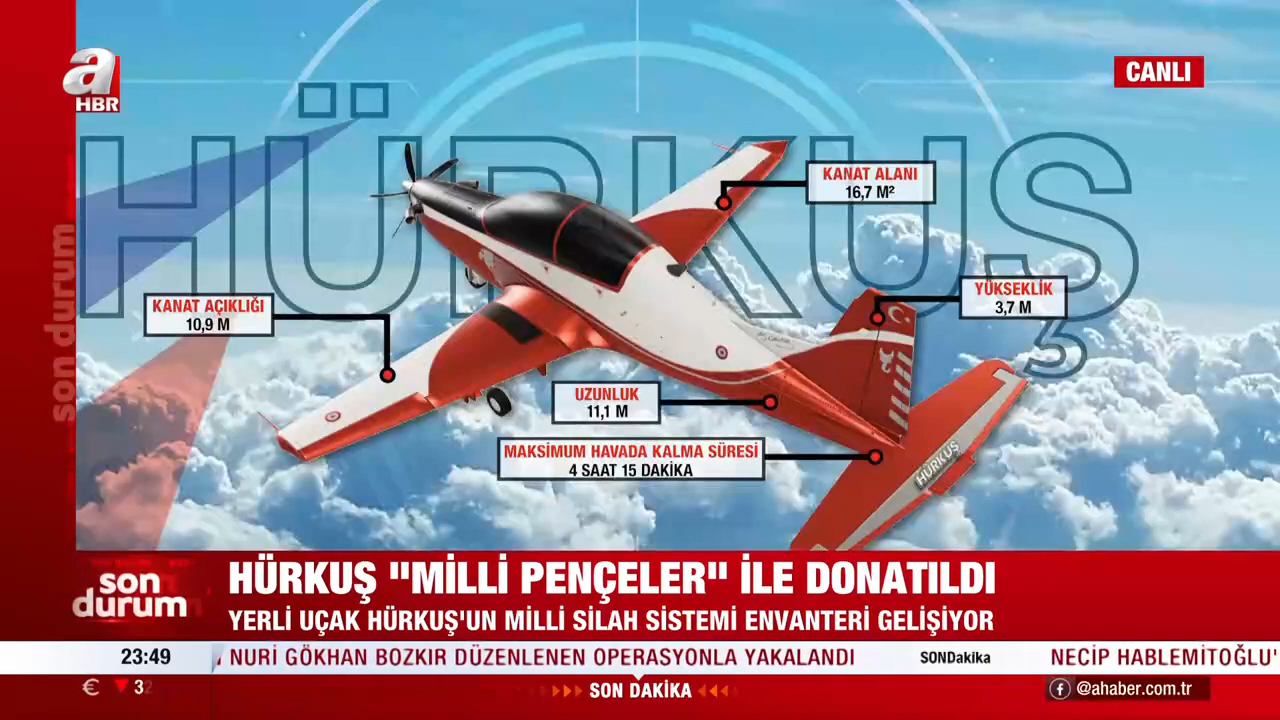 a
HBR
CANLI
HÜRKUŞ
son durum
KANAT ALANI
16,7 M²
YÜKSEKLİK
3,7 M
KANAT AÇIKLIĞI
10,9 M
UZUNLUK
11,1 M
MAKSİMUM HAVADA KALMA SÜRESİ
4 SAAT 15 DAKİKA
HÜRKUŞ
son
durum
HÜRKUŞ "MİLLİ PENÇELER" İLE DONATILDI
YERLİ UÇAK HÜRKUŞ'UN MİLLİ SİLAH SİSTEMİ ENVANTERİ GELİŞİYOR
23:49 NURİ GÖKHAN BOZKIR DÜZENLENEN OPERASYONLA YAKALANDI SONDakika NECİP HABLEMİTOĞLU'
€ 3
SON DAKİKA
@ahaber.com.tr